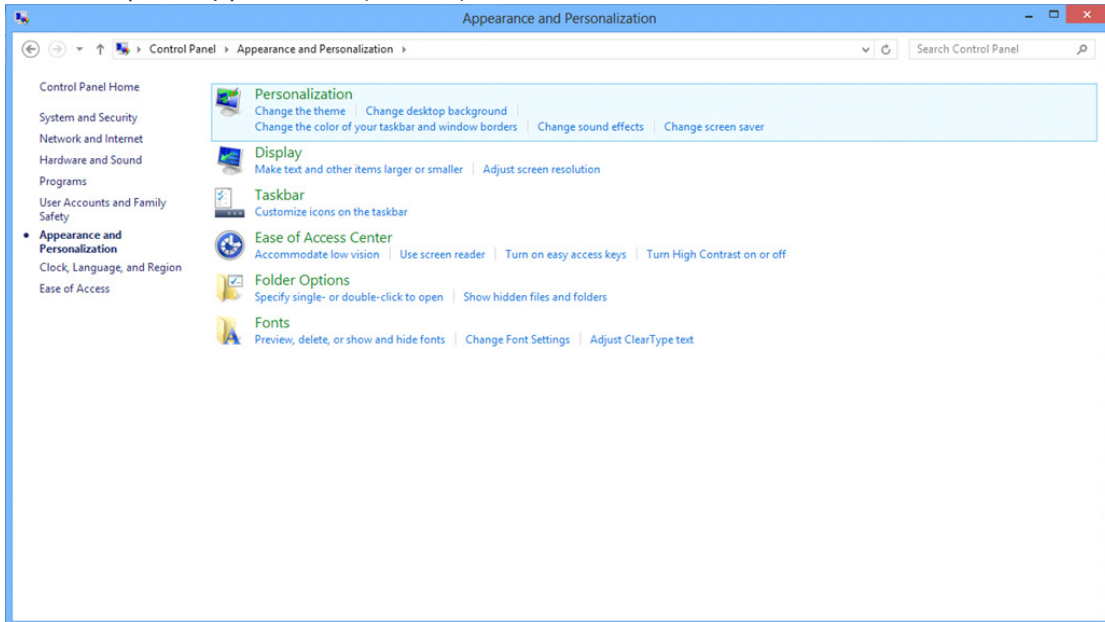 Appearance and Personalization
Control Panel Appearance and Personalization
Search Control Panel
Control Panel Home
System and Security
Network and Internet
Hardware and Sound
Programs
User Accounts and Family
Safety
Appearance and
Personalization
Clock, Language, and Region
Ease of Access
Personalization
Change the theme Change desktop background
Change the color of your taskbar and window borders Change sound effects Change screen saver
Display
Make text and other items larger or smaller Adjust screen resolution
Taskbar
Customize icons on the taskbar
Ease of Access Center
Accommodate low vision Use screen reader Turn on easy access keys Turn High Contrast on or off
Folder Options
Specify single- or double-click to open Show hidden files and folders
Fonts
Preview, delete, or show and hide fonts Change Font Settings Adjust ClearType text